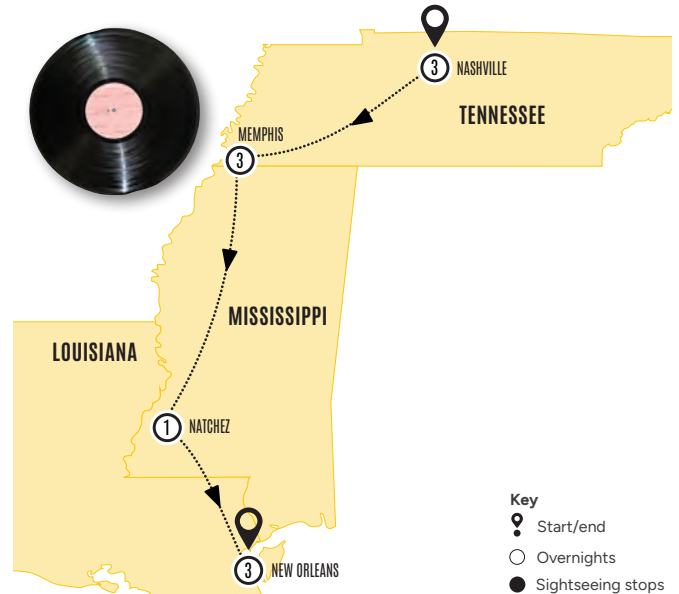 3 NASHVILLE
TENNESSEE
MEMPHIS
3
MISSISSIPPI
LOUISIANA
1 NATCHEZ
3 NEW ORLEANS
Key
Start/end
Overnights
Sightseeing stops